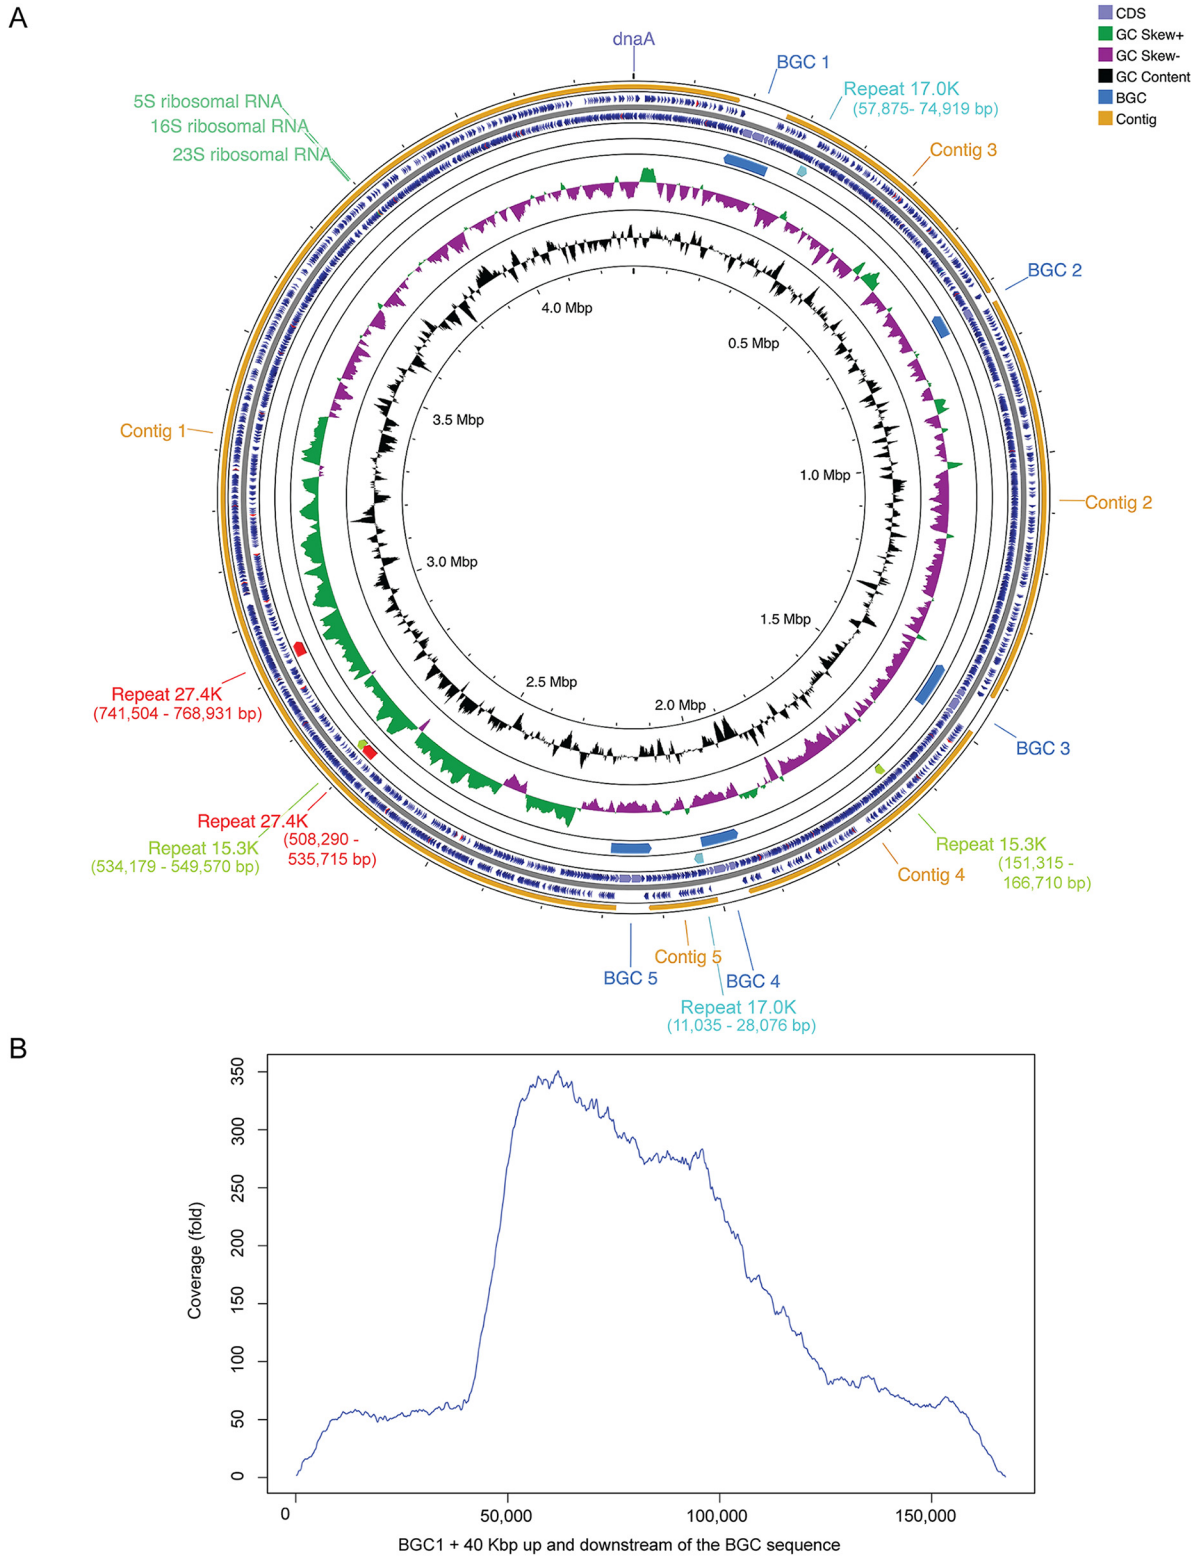 A
dnaA
BGC 1
Repeat 17.0K
(57,875- 74,919 bp)
CDS
GC Skew+
GC Skew-
GC Content
BGC
Contig
5S ribosomal RNA
16S ribosomal RNA
23S ribosomal RNA
Contig 3
BGC 2
4.0 Mbp
0.5 Mbp
3.5 Mbp
Contig 1
1.0 Mbp
Contig 2
3.0 Mbp
1.5 Mbp
2.5 Mbp
2.0 Mbp
Repeat 27.4K
(741,504 - 768,931 bp)
BGC 3
Repeat 27.4K
(508,290 -
535,715 bp)
Repeat 15.3K
(534,179 - 549,570 bp)
Repeat 15.3K
(151,315 -
166,710 bp)
Contig 4
Contig 5
BGC 5
BGC 4
Repeat 17.0K
(11,035 - 28,076 bp)
B
350
300
250
200
150
100
50
0
Coverage (fold)
0
50,000
100,000
150,000
BGC1 + 40 Kbp up and downstream of the BGC sequence